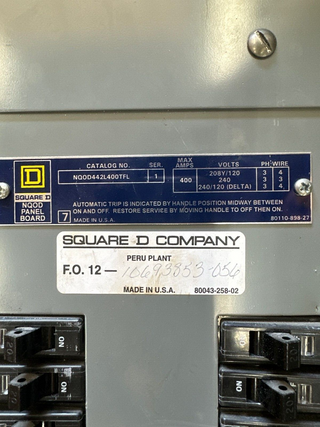 CATALOG NO. SER. MAX AMPS VOLTS PH WIRE
NQOD442L400TFL 1 400 208Y/120 3 4
240 3 3
240/120 (DELTA) 3 4
D
SQUARE D
NQOD
PANEL
BOARD
7
AUTOMATIC TRIP IS INDICATED BY HANDLE POSITION MIDWAY BETWEEN
ON AND OFF. RESTORE SERVICE BY MOVING HANDLE TO OFF THEN ON.
MADE IN U.S.A. 80110-898-27
SQUARE D COMPANY
PERU PLANT
F.O. 12 — 10693853-054
MADE IN U.S.A. 80043-258-02
ON
ON
20